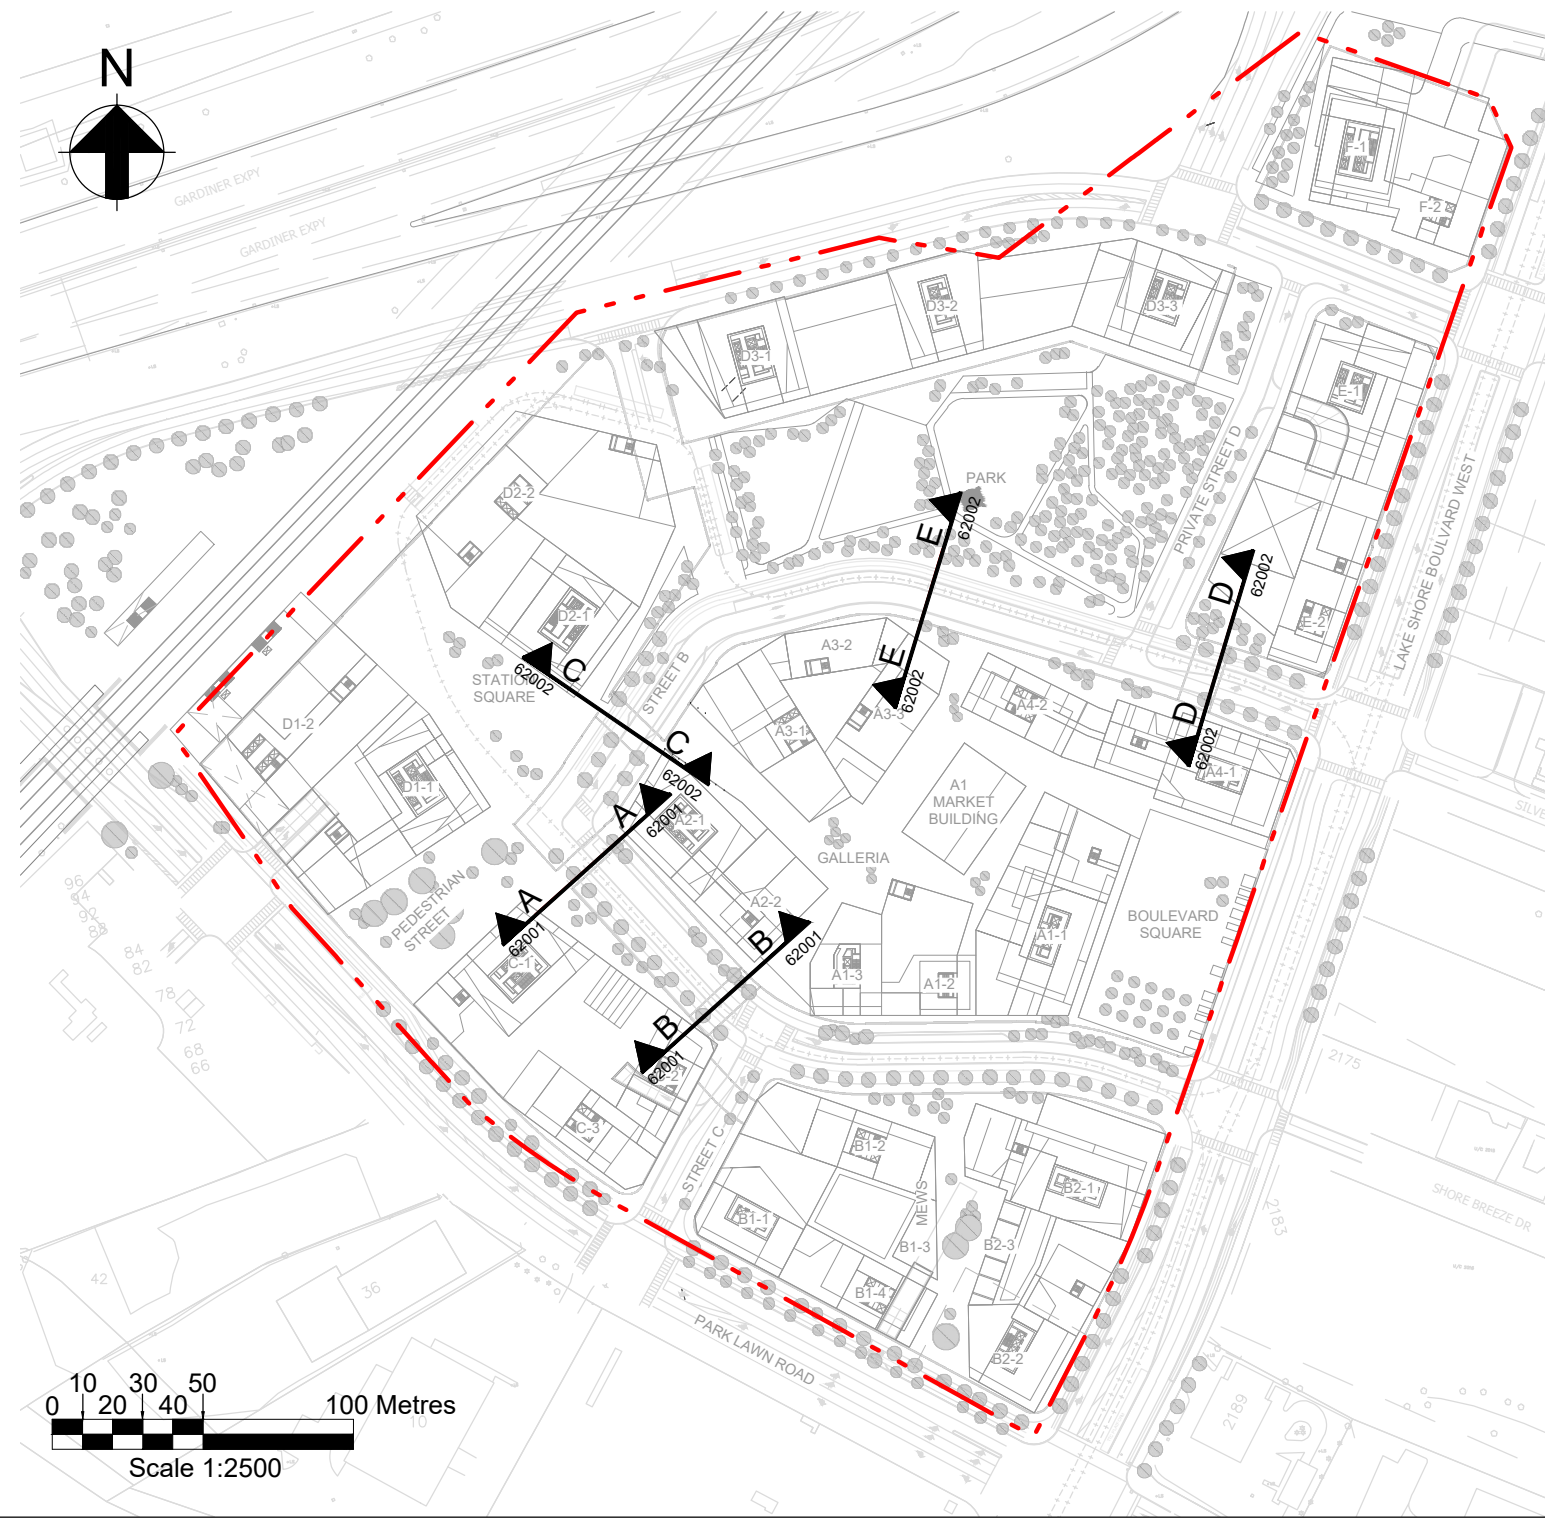 N
GARDINER EXPY
GARDINER EXPY
F-1
F-2
D3-3
D3-2
D3-1
E-1
PARK
PRIVATE STREET D
LAKE SHORE BOULVARD WEST
D2-2
E
62002
D
62002
D2-1
E-2
STREET B
A3-2
E
62002
C
62002
STATION
SQUARE
D1-2
A3-3
A4-2
D
62002
A3-1
C
62002
A4-1
D1-1
A1
MARKET
BUILDING
SILVE
A
62001
A2-1
GALLERIA
96
94
92
88
84
82
78
72
68
66
PEDESTRIAN
STREET
A
62001
A2-2
B
62001
BOULEVARD
SQUARE
A1-1
C-1
A1-3
A1-2
B
62001
2175
C-3
STREET C
B1-2
MEWS
B2-1
SHORE BREEZE DR
2183
B1-1
B1-3
B2-3
42
36
B1-4
PARK LAWN ROAD
B2-2
2189
10
10 30 50
0 20 40 100 Metres
Scale 1:2500